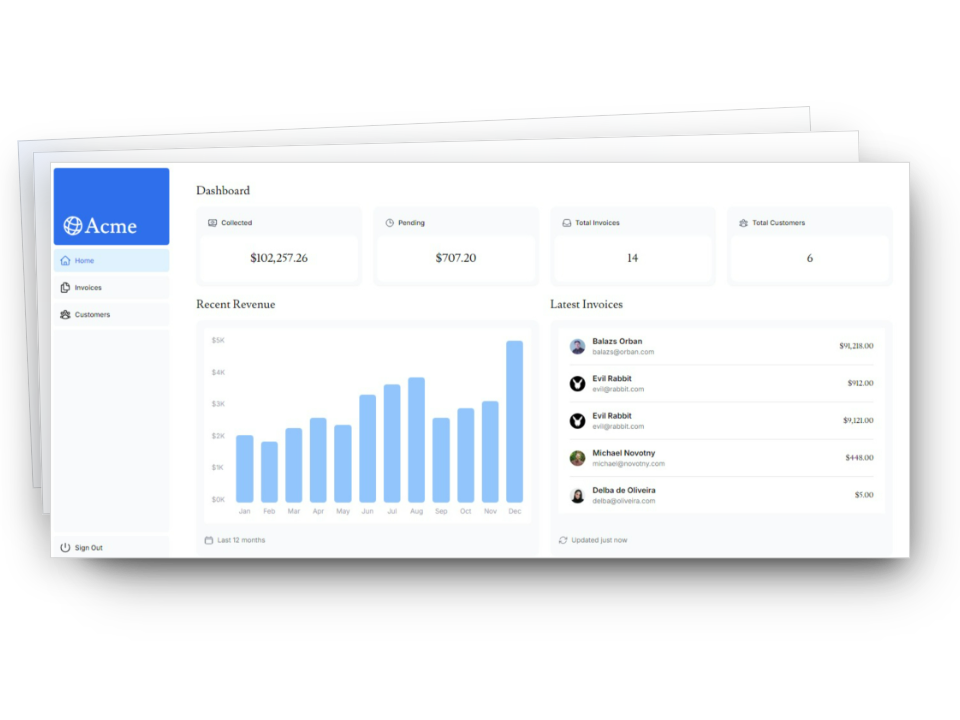 Acme
Home
Invoices
Customers
Sign Out
Dashboard
Collected
$102,257.26
Pending
$707.20
Total Invoices
14
Total Customers
6
Recent Revenue
$5K
$4K
$3K
$2K
$1K
$0K
Jan Feb Mar Apr May Jun Jul Aug Sep Oct Nov Dec
Last 12 months
Latest Invoices
Balazs Orban
balazs@orban.com
$91,218.00
Evil Rabbit
evil@rabbit.com
$912.00
Evil Rabbit
evil@rabbit.com
$9,121.00
Michael Novotny
michael@novotny.com
$448.00
Delba de Oliveira
delba@oliveira.com
$5.00
Updated just now